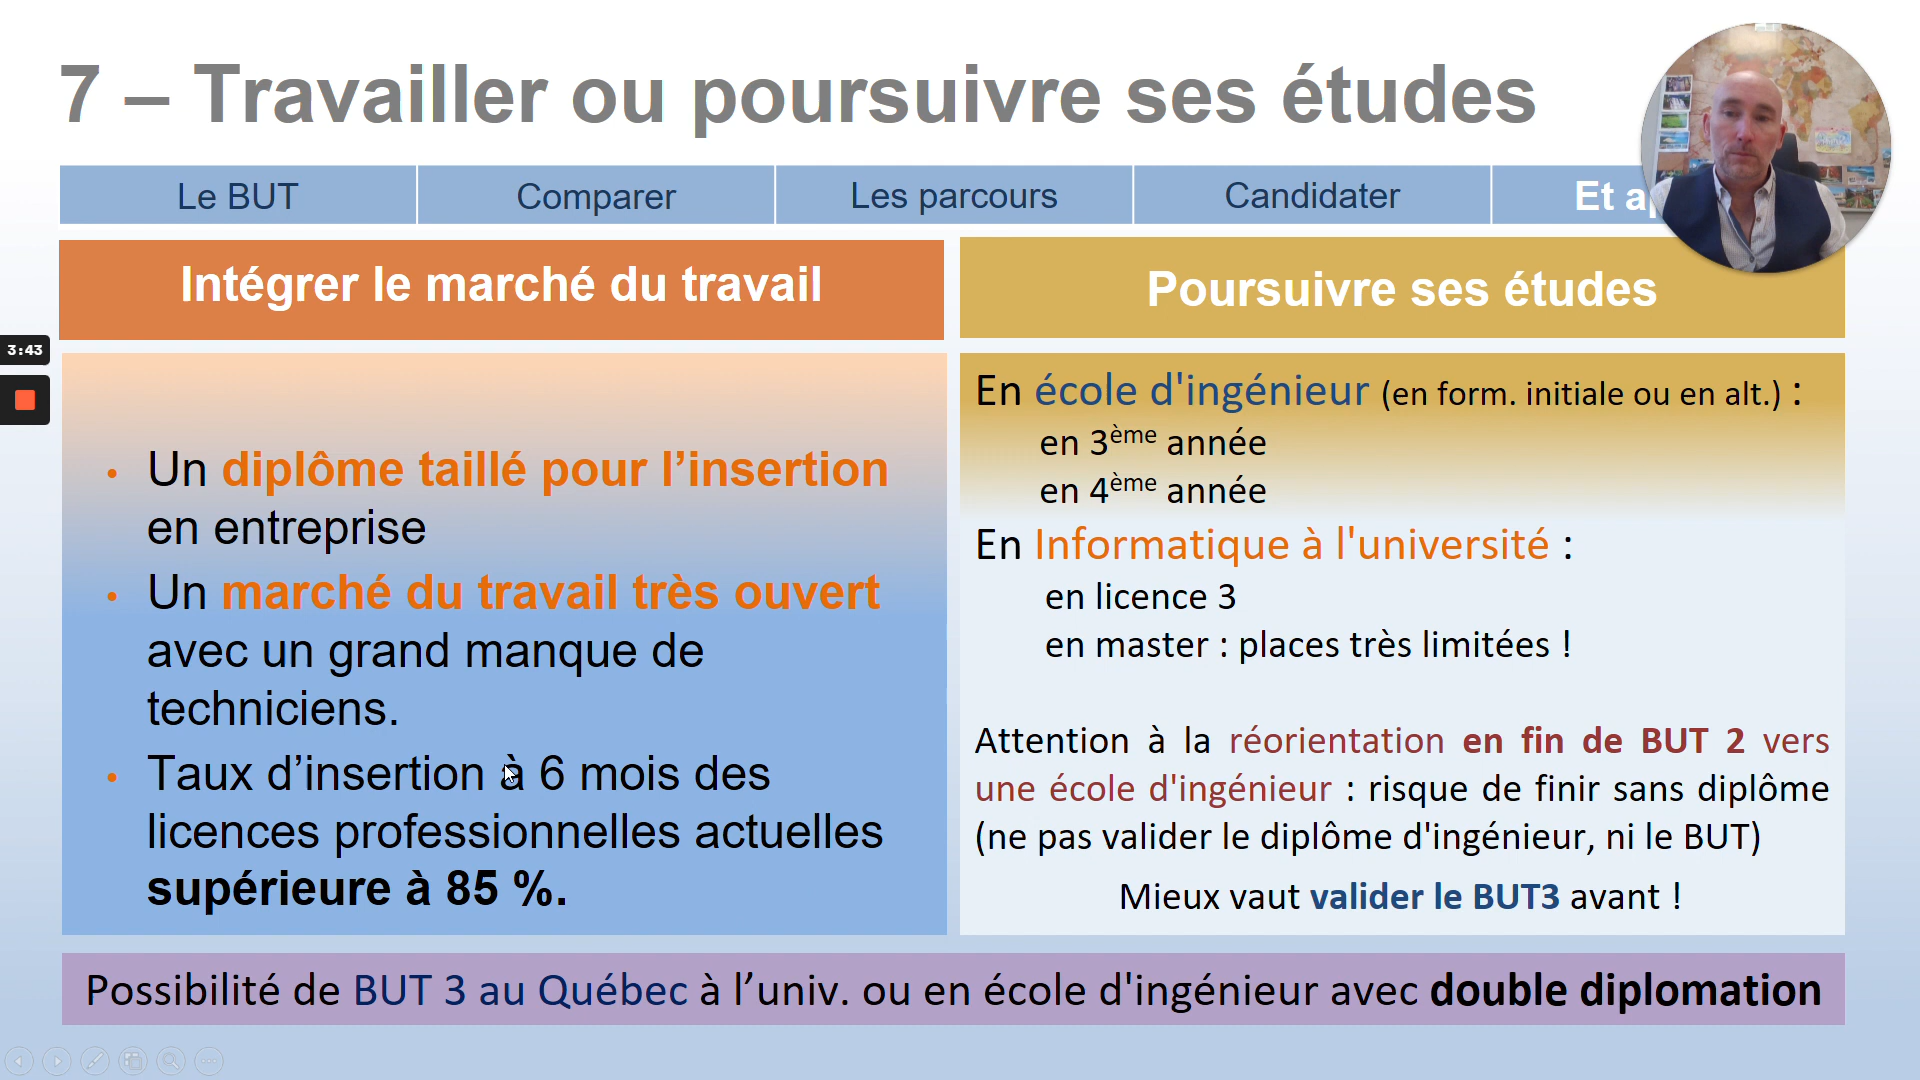 7 – Travailler ou poursuivre ses études
Le BUT
Comparer
Les parcours
Candidater
Et
Intégrer le marché du travail
Poursuivre ses études
3:43
• Un diplôme taillé pour l’insertion
en entreprise
• Un marché du travail très ouvert
avec un grand manque de
techniciens.
• Taux d’insertion à 6 mois des
licences professionnelles actuelles
supérieure à 85 %.
En école d'ingénieur (en form. initiale ou en alt.) :
en 3ème année
en 4ème année
En Informatique à l'université :
en licence 3
en master : places très limitées !
Attention à la réorientation en fin de BUT 2 vers
une école d'ingénieur : risque de finir sans diplôme
(ne pas valider le diplôme d'ingénieur, ni le BUT)
Mieux vaut valider le BUT3 avant !
Possibilité de BUT 3 au Québec à l’univ. ou en école d'ingénieur avec double diplomation